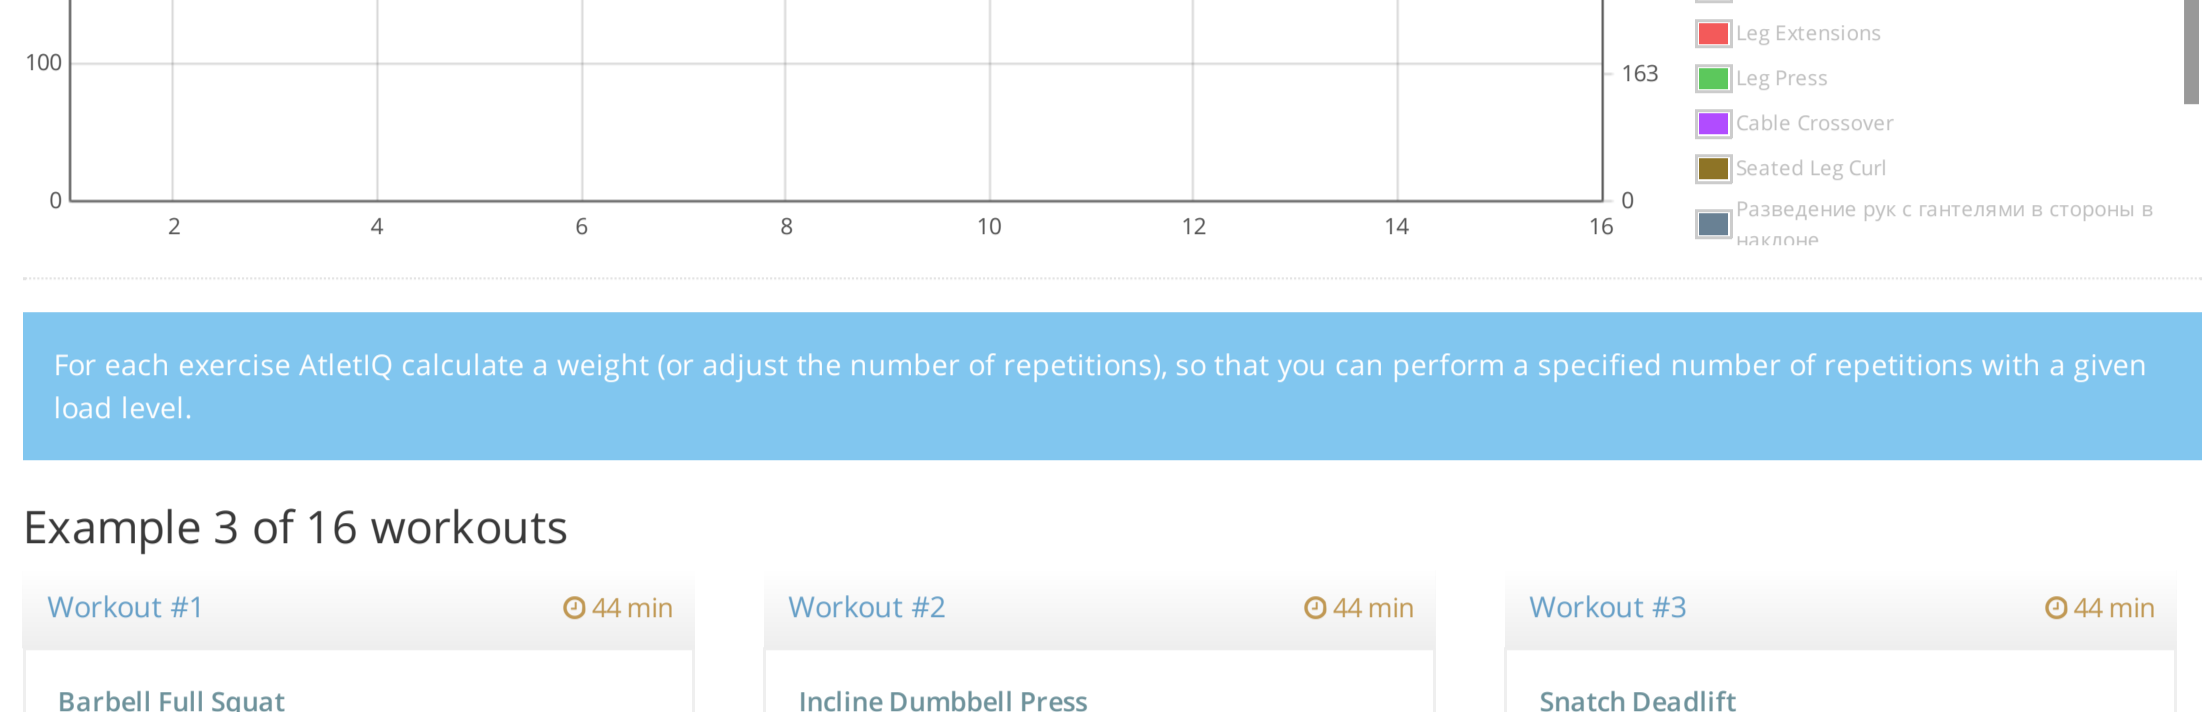 100
163
0
0
2 4 6 8 10 12 14 16
Leg Extensions
Leg Press
Cable Crossover
Seated Leg Curl
Разведение рук с гантелями в стороны в
наклоне
For each exercise AtletIQ calculate a weight (or adjust the number of repetitions), so that you can perform a specified number of repetitions with a given
load level.
Example 3 of 16 workouts
Workout #1 44 min
Workout #2 44 min
Workout #3 44 min
Barbell Full Squat
Incline Dumbbell Press
Snatch Deadlift